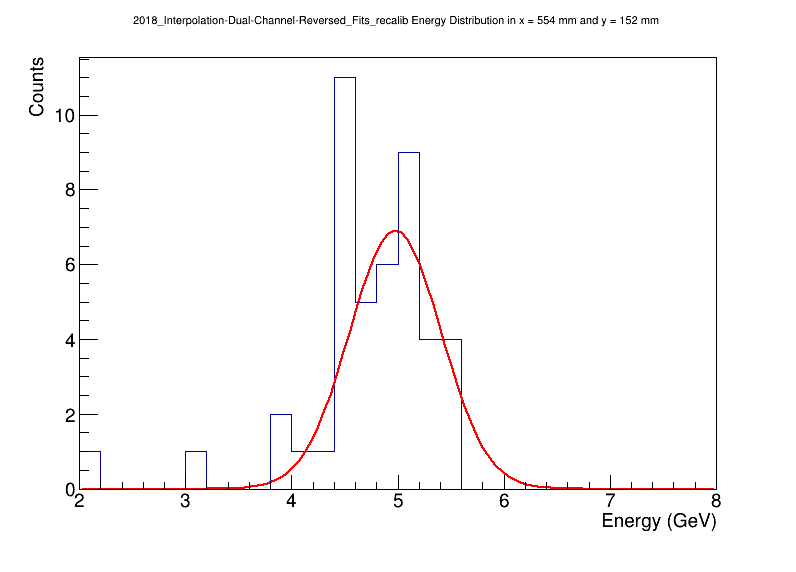 2018_Interpolation-Dual-Channel-Reversed_Fits_recalib Energy Distribution in x = 554 mm and y = 152 mm
Counts
10
8
6
4
2
0
2 3 4 5 6 7 8
Energy (GeV)